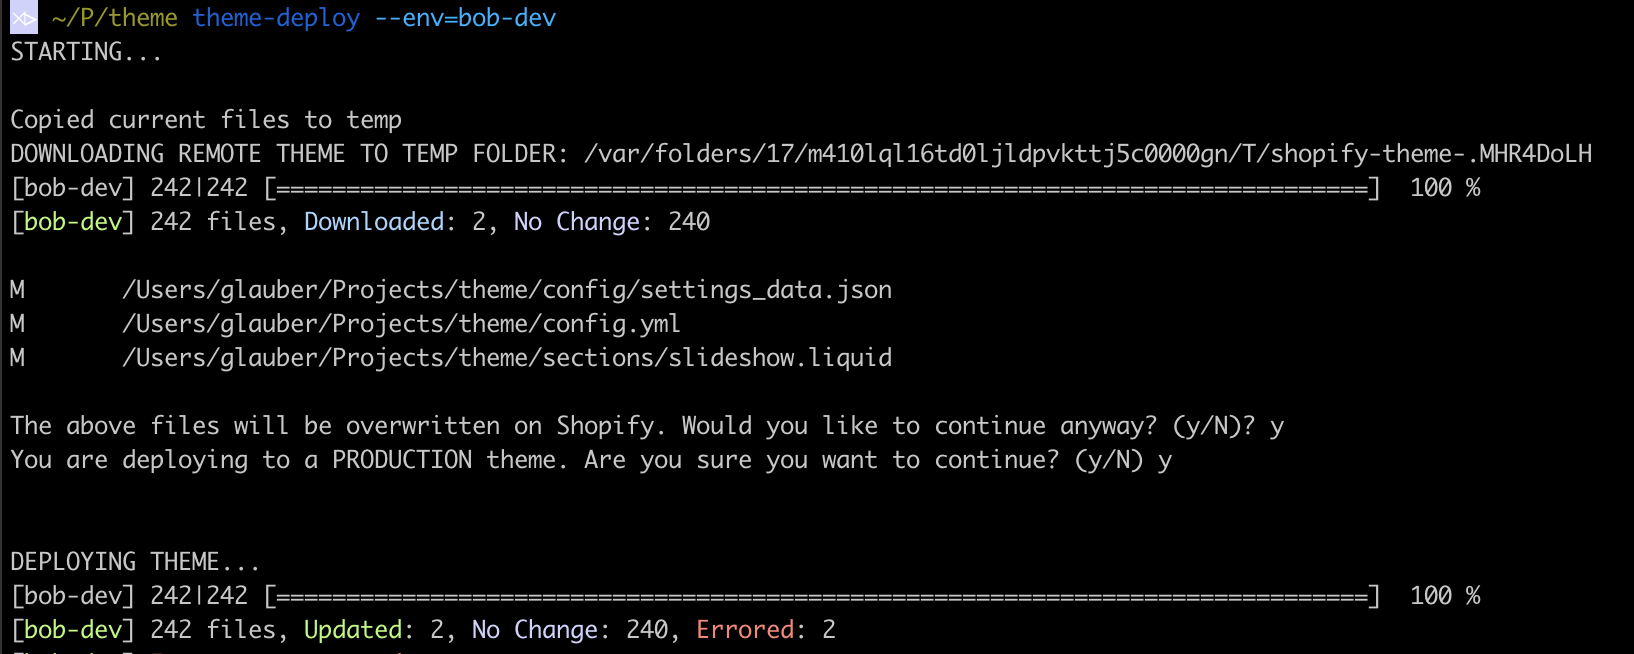 ~/P/theme theme-deploy --env=bob-dev
STARTING...
Copied current files to temp
DOWNLOADING REMOTE THEME TO TEMP FOLDER: /var/folders/17/m410lql16td0ljldpvkttj5c0000gn/T/shopify-theme-.MHR4DoLH
[bob-dev] 242|242 [==============================================================================] 100 %
[bob-dev] 242 files, Downloaded: 2, No Change: 240
M /Users/glauber/Projects/theme/config/settings_data.json
M /Users/glauber/Projects/theme/config.yml
M /Users/glauber/Projects/theme/sections/slideshow.liquid
The above files will be overwritten on Shopify. Would you like to continue anyway? (y/N)? y
You are deploying to a PRODUCTION theme. Are you sure you want to continue? (y/N) y
DEPLOYING THEME...
[bob-dev] 242|242 [==============================================================================] 100 %
[bob-dev] 242 files, Updated: 2, No Change: 240, Errored: 2